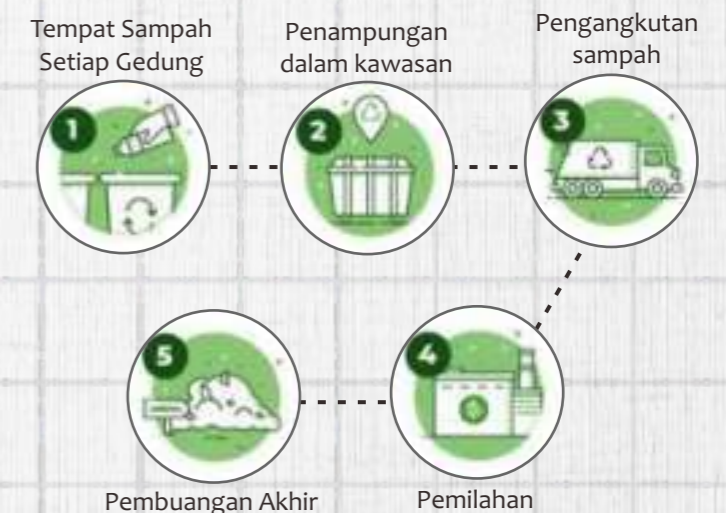 Tempat Sampah
Setiap Gedung
Penampungan
dalam kawasan
Pengangkutan
sampah
1
2
3
5
4
Pembuangan Akhir
Pemilahan